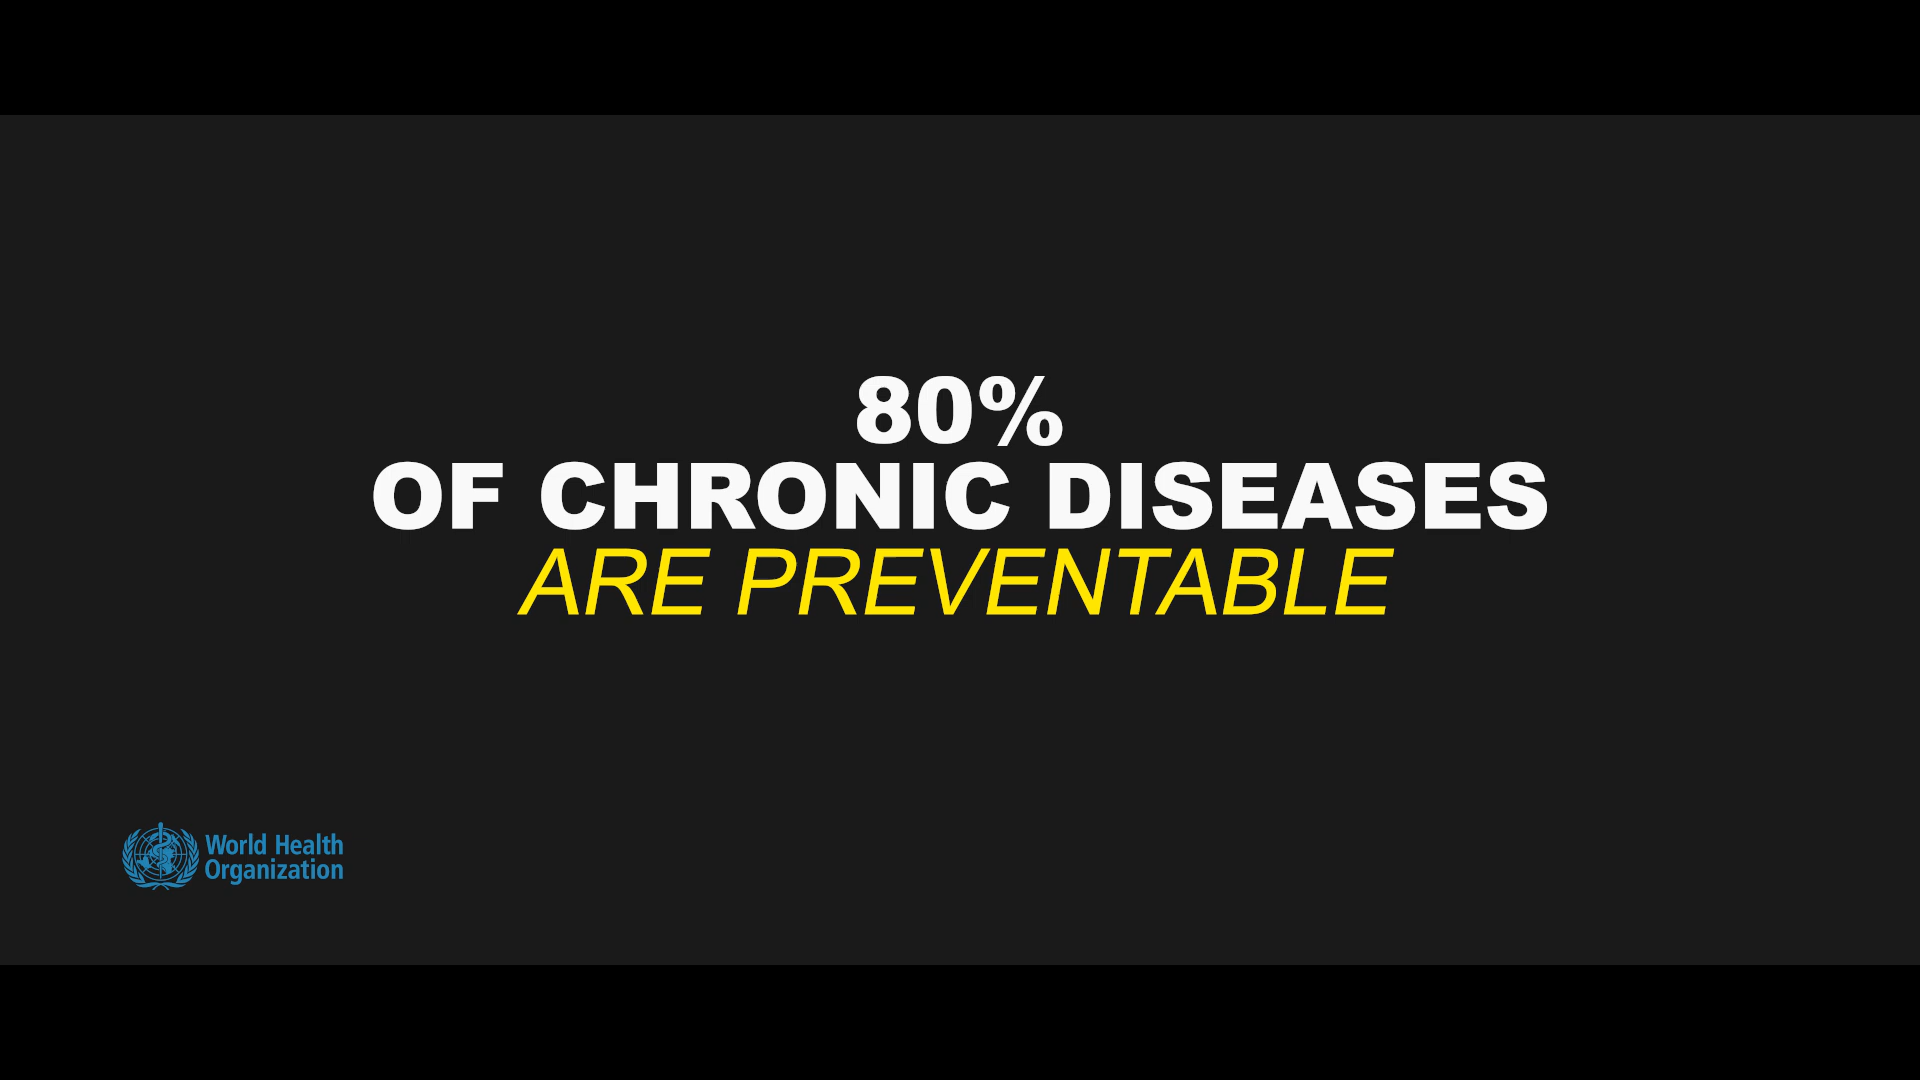 80%
OF CHRONIC DISEASES
ARE PREVENTABLE
World Health
Organization